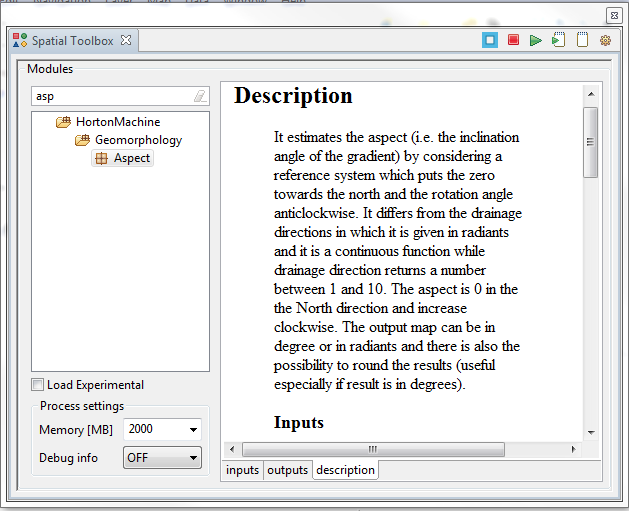 Spatial Toolbox
Modules
asp
HortonMachine
Geomorphology
Aspect
Load Experimental
Process settings
Memory [MB] 2000
Debug info OFF
Description
It estimates the aspect (i.e. the inclination
angle of the gradient) by considering a
reference system which puts the zero
towards the north and the rotation angle
anticlockwise. It differs from the drainage
directions in which it is given in radiants
and it is a continuous function while
drainage direction returns a number
between 1 and 10. The aspect is 0 in the
the North direction and increase
clockwise. The output map can be in
degree or in radiants and there is also the
possibility to round the results (useful
especially if result is in degrees).
Inputs
inputs outputs description